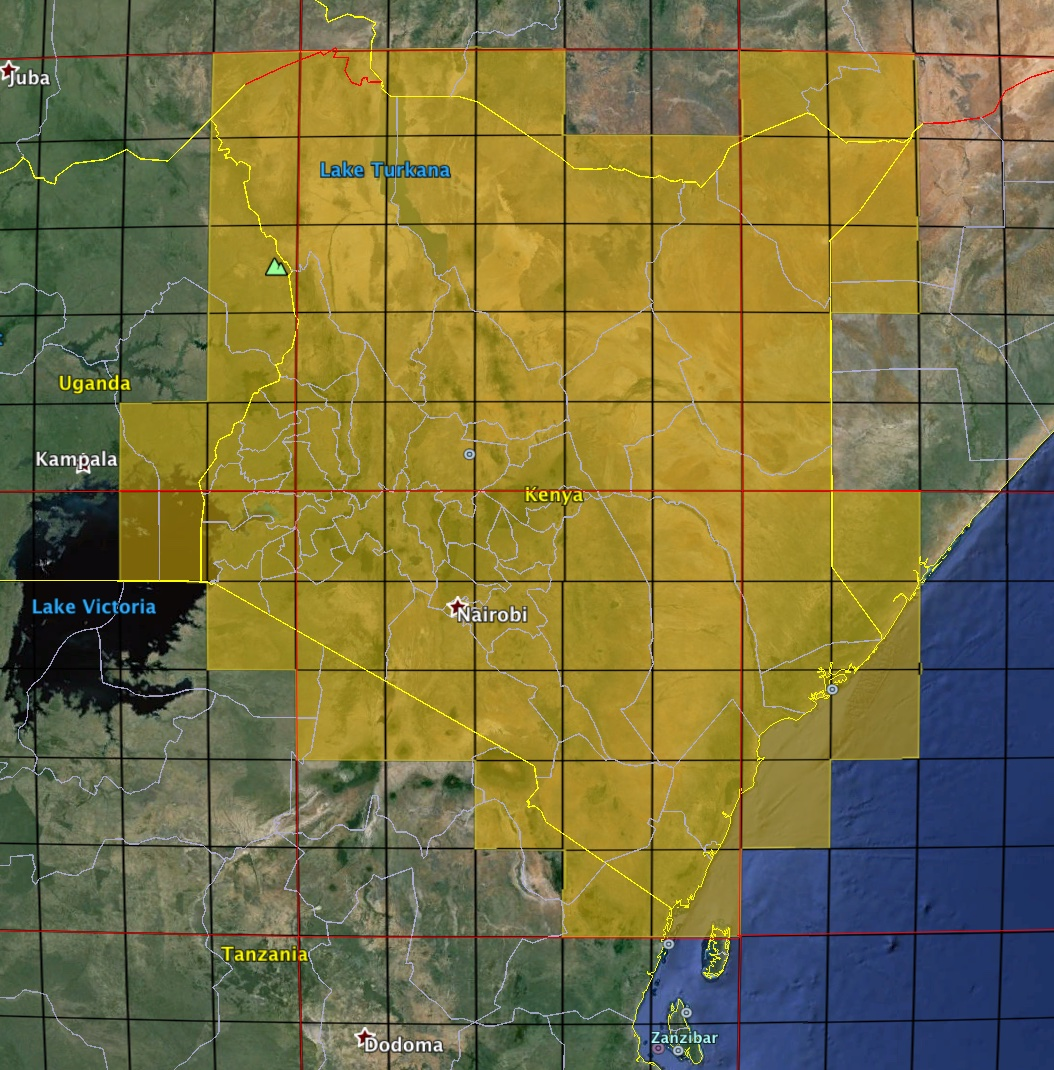 Juba
Lake Turkana
Uganda
Kampala
Kenya
Lake Victoria
Nairobi
Tanzania
Dodoma
Zanzibar